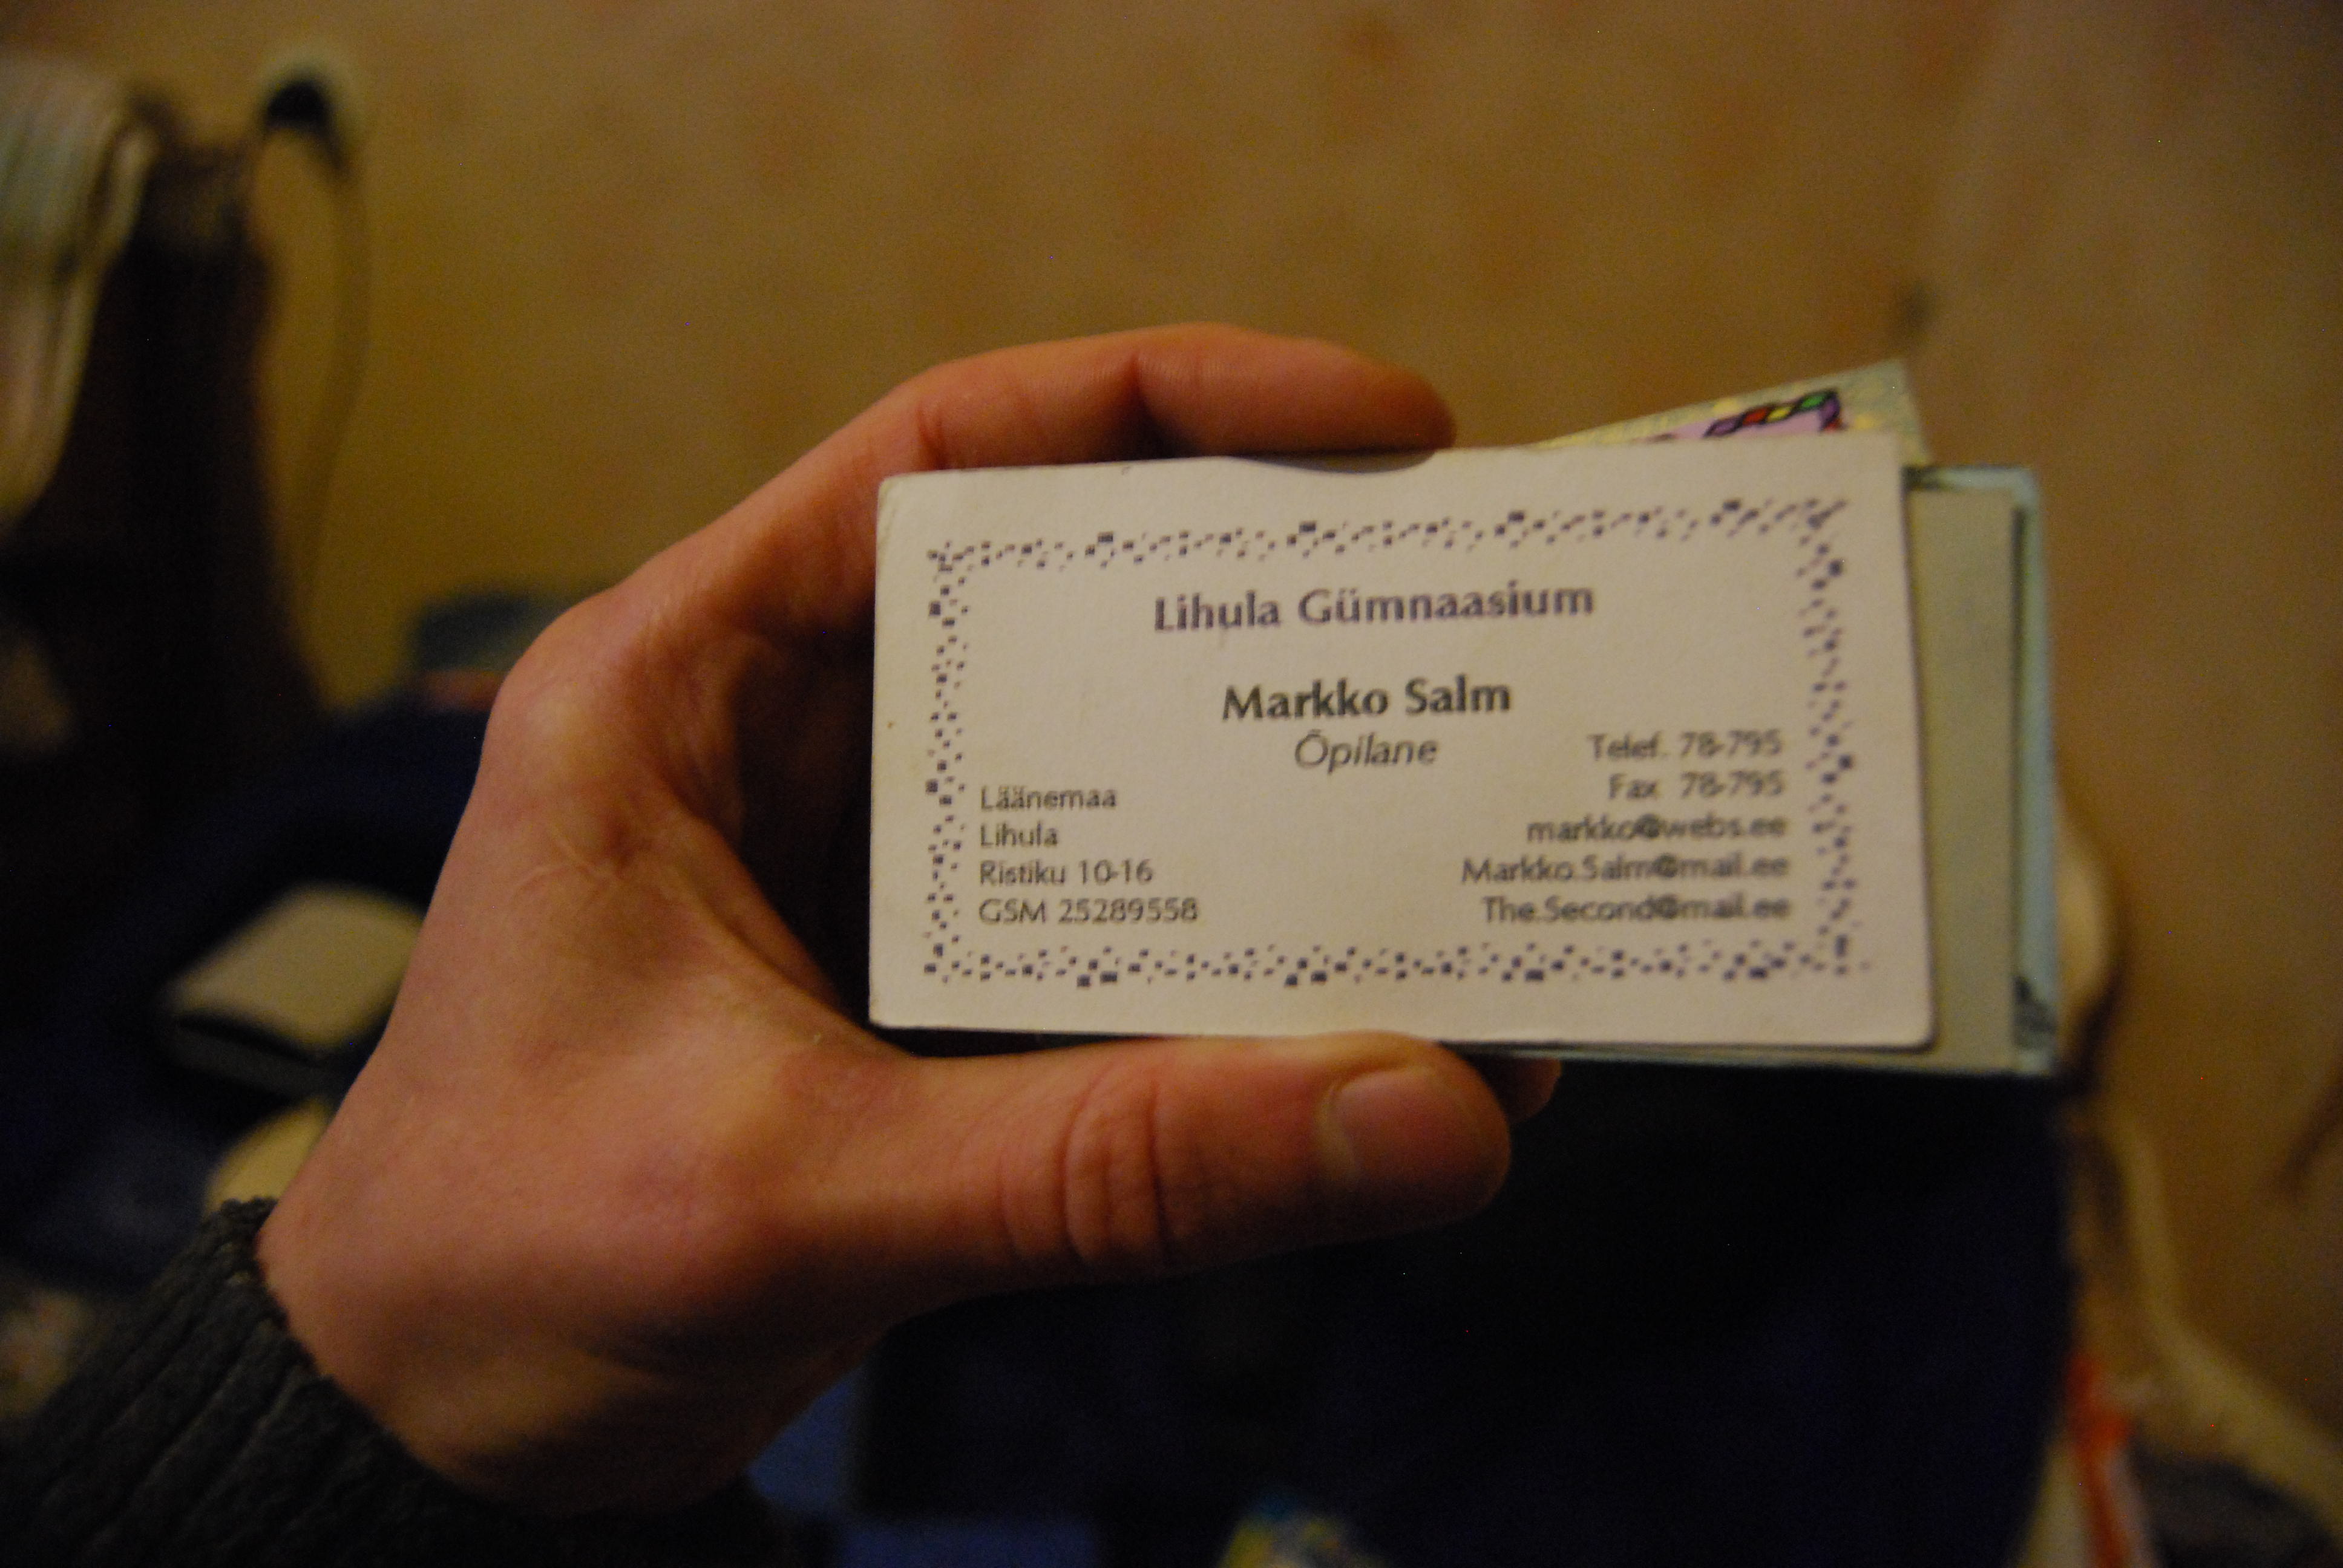 Lihula Gümnaasium
Markko Salm
Õpilane
Läänemaa
Lihula
Ristiku 10-16
GSM 25289558
Telef. 78-795
Fax 78-795
markko@webs.ee
Markko.Salm@mail.ee
The.Second@mail.ee